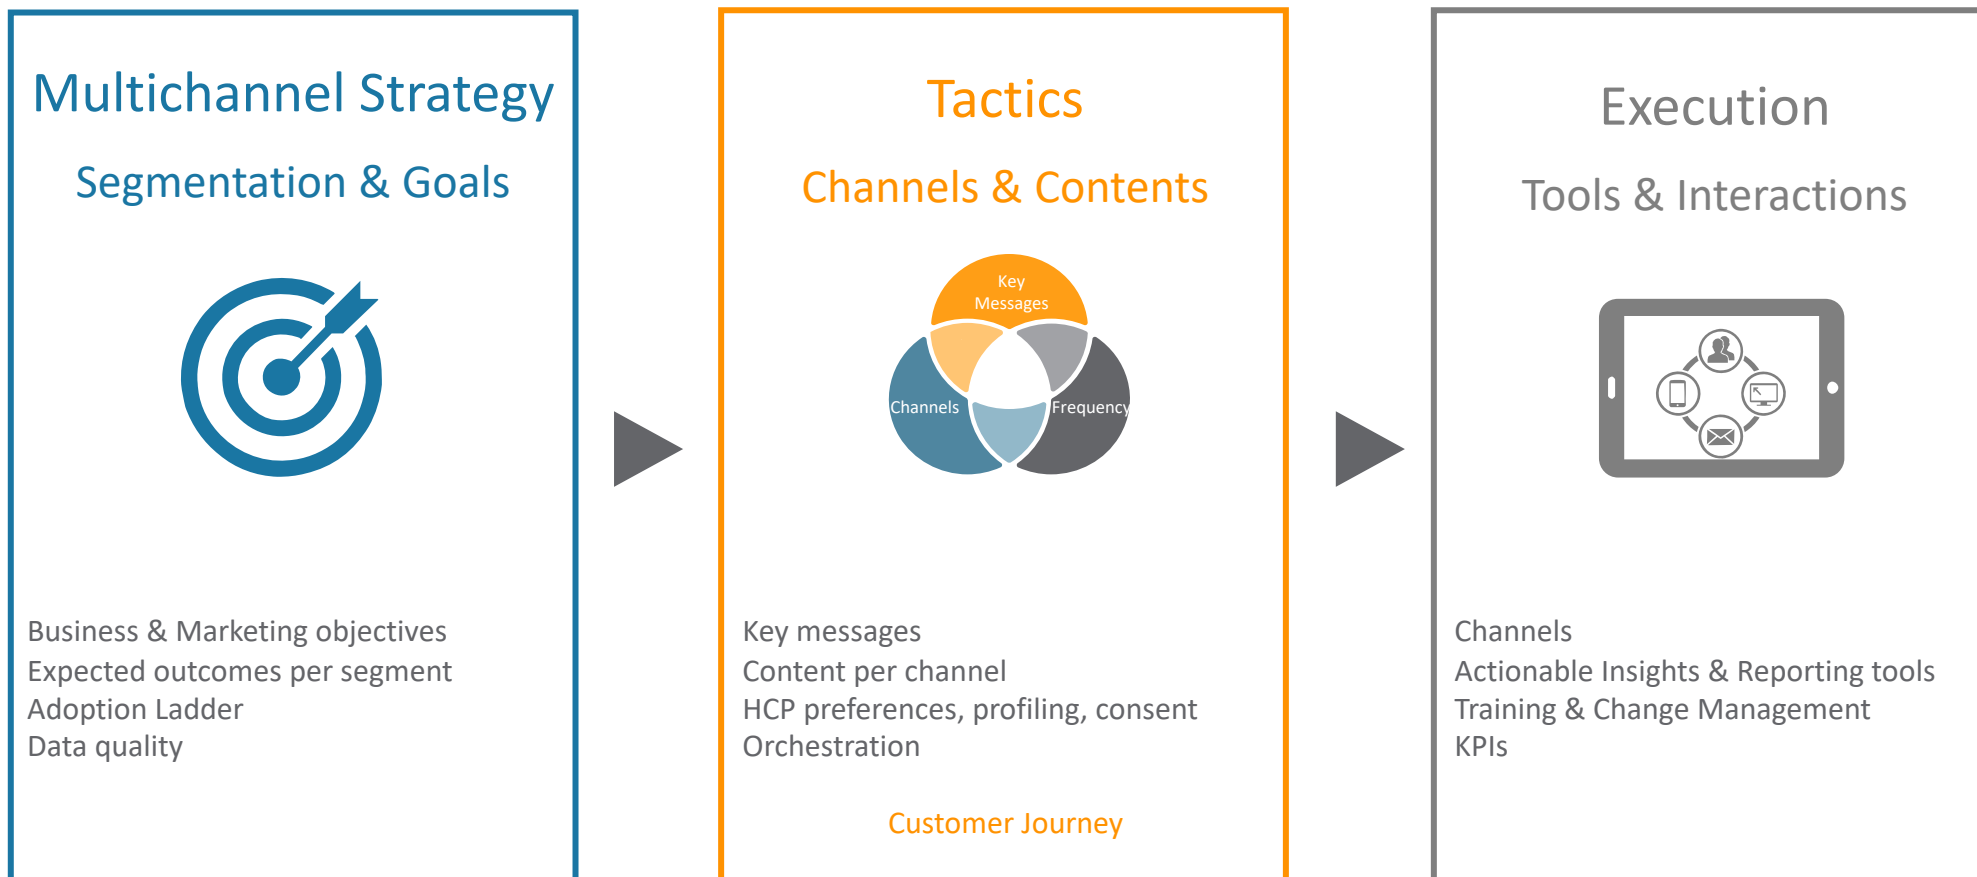 Multichannel Strategy
Segmentation & Goals
Business & Marketing objectives
Expected outcomes per segment
Adoption Ladder
Data quality
Tactics
Channels & Contents
Key
Messages
Channels
Frequency
Key messages
Content per channel
HCP preferences, profiling, consent
Orchestration
Customer Journey
Execution
Tools & Interactions
Channels
Actionable Insights & Reporting tools
Training & Change Management
KPIs